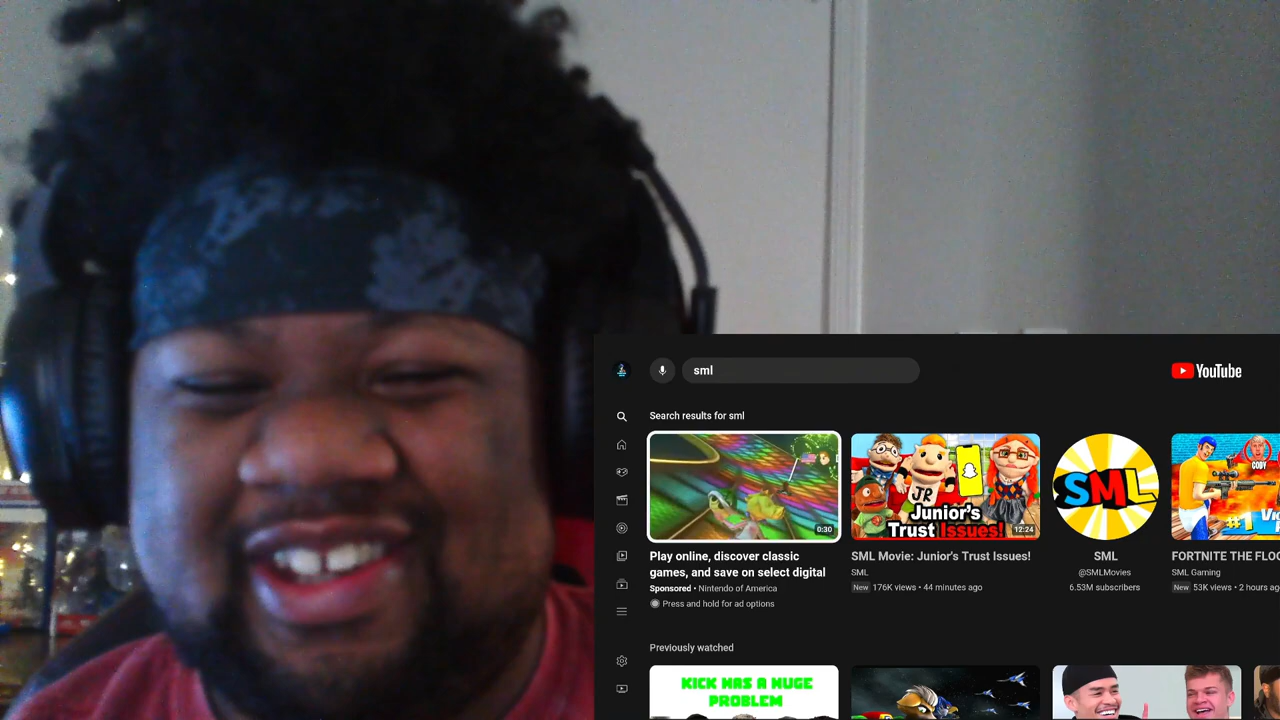 sml
YouTube
Search results for sml
JR
Junior's
Trust Issues!
0:30
12:24
SML
CODY
#1
Play online, discover classic
games, and save on select digital
Sponsored • Nintendo of America
Press and hold for ad options
SML Movie: Junior's Trust Issues!
SML
New 176K views • 44 minutes ago
SML
@SMLMovies
6.53M subscribers
FORTNITE THE
SML Gaming
New 53K views • 2 hours
Previously watched
KICK HAS A HUGE
PROBLEM